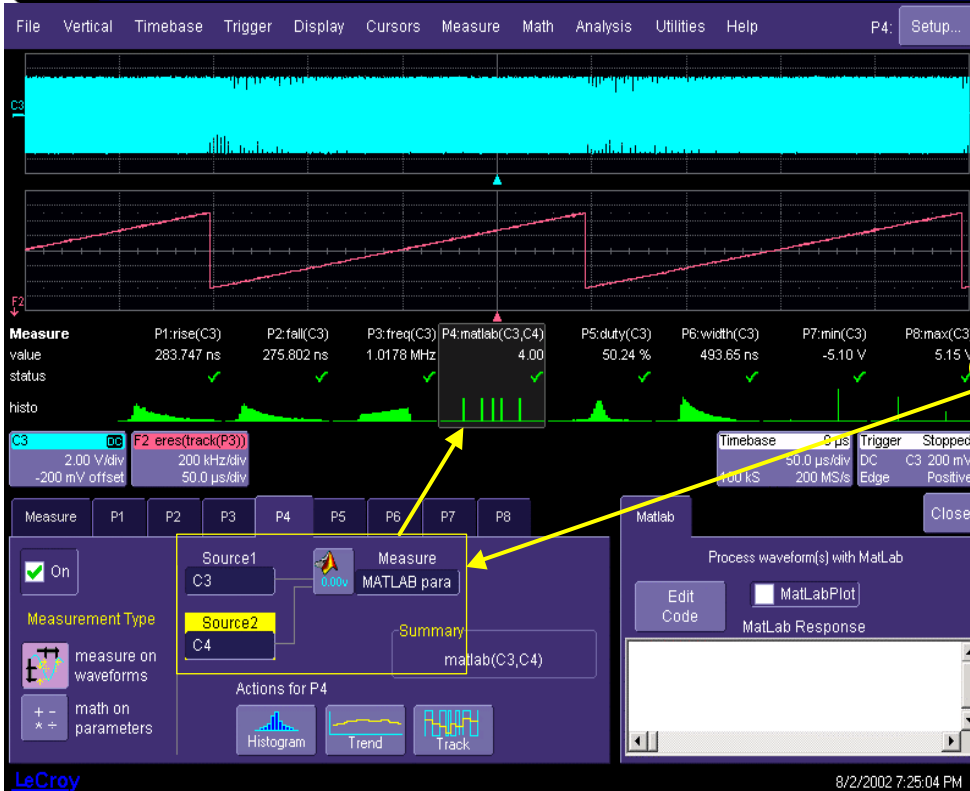 File Vertical Timebase Trigger Display Cursors Measure Math Analysis Utilities Help P4: Setup...
C3
F2
Measure P1:rise(C3) P2:fall(C3) P3:freq(C3) P4:matlab(C3,C4) P5:duty(C3) P6:width(C3) P7:min(C3) P8:max(C3
value 283.747 ns 275.802 ns 1.0178 MHz 4.00 50.24 % 493.65 ns -5.10 V 5.15 V
status
histo
C3 DC F2 eres(track(P3)) Timebase 0 µs Trigger Stopped
2.00 V/div 200 kHz/div 50.0 µs/div DC C3 200 mV
-200 mV offset 50.0 µs/div 100 kS 200 MS/s Edge Positive
Measure P1 P2 P3 P4 P5 P6 P7 P8 Matlab Close
Source1 Measure Process waveform(s) with MatLab
On C3 0.00v MATLAB para
Edit Code MatLabPlot
Measurement Type Source2 Summary MatLab Response
C4 matlab(C3,C4)
measure on waveforms
Actions for P4
+ - * ÷ math on parameters
Histogram Trend Track
LeCroy 8/2/2002 7:25:04 PM